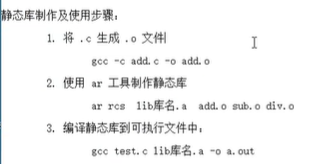 静态库制作及使用步骤：
1. 将 .c 生成 .o 文件
gcc -c add.c -o add.o
2. 使用 ar 工具制作静态库
ar rcs lib库名.a add.o sub.o div.o
3. 编译静态库到可执行文件中：
gcc test.c lib库名.a -o a.out